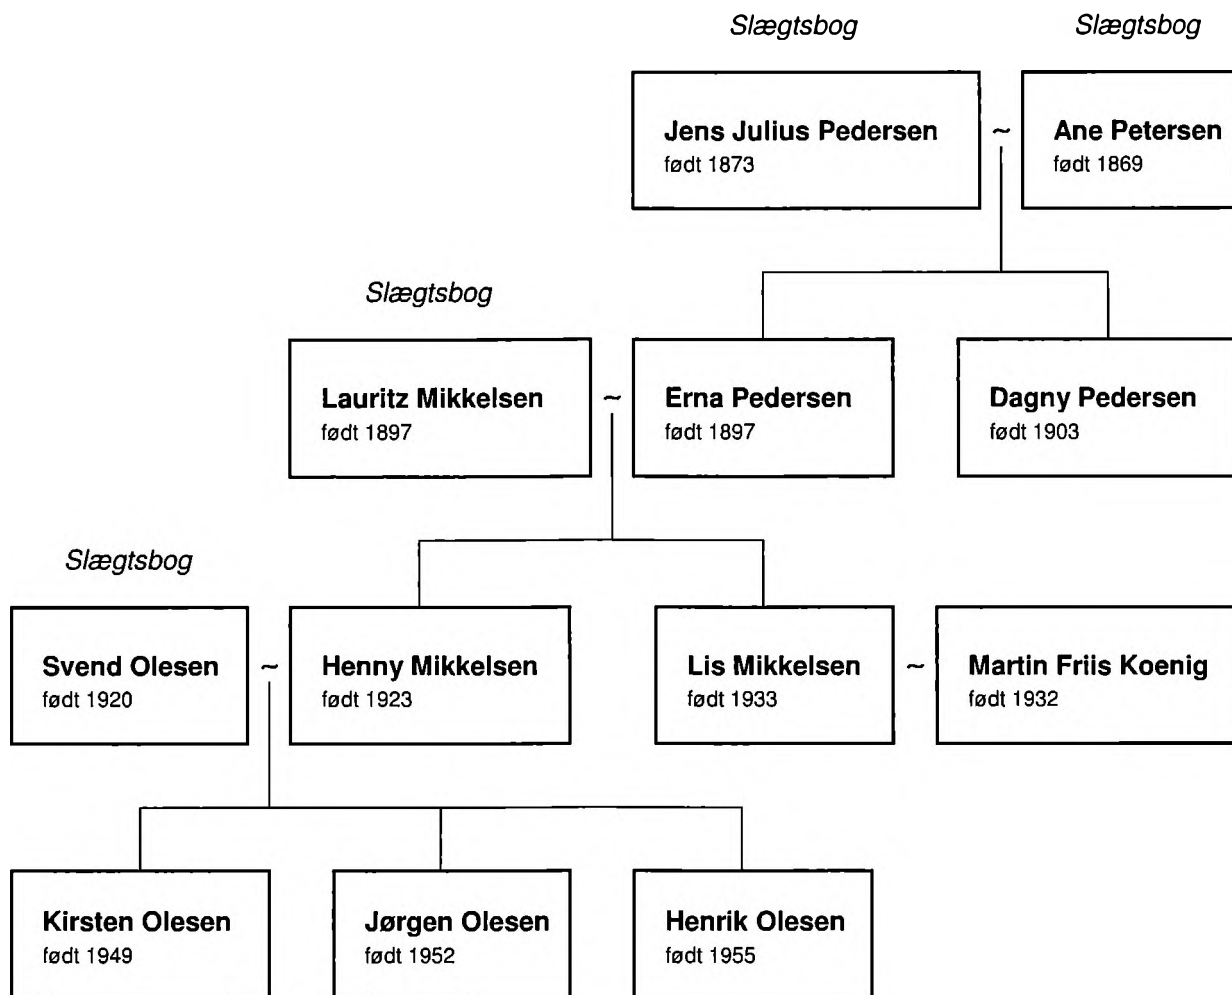 Slægtsbog
Slægtsbog
Jens Julius Pedersen ~ Ane Petersen
født 1873
født 1869
Slægtsbog
Lauritz Mikkelsen ~ Erna Pedersen
født 1897
født 1897
Dagny Pedersen
født 1903
Slægtsbog
Svend Olesen ~ Henny Mikkelsen
født 1920
født 1923
Lis Mikkelsen ~ Martin Friis Koenig
født 1933
født 1932
Kirsten Olesen
født 1949
Jørgen Olesen
født 1952
Henrik Olesen
født 1955